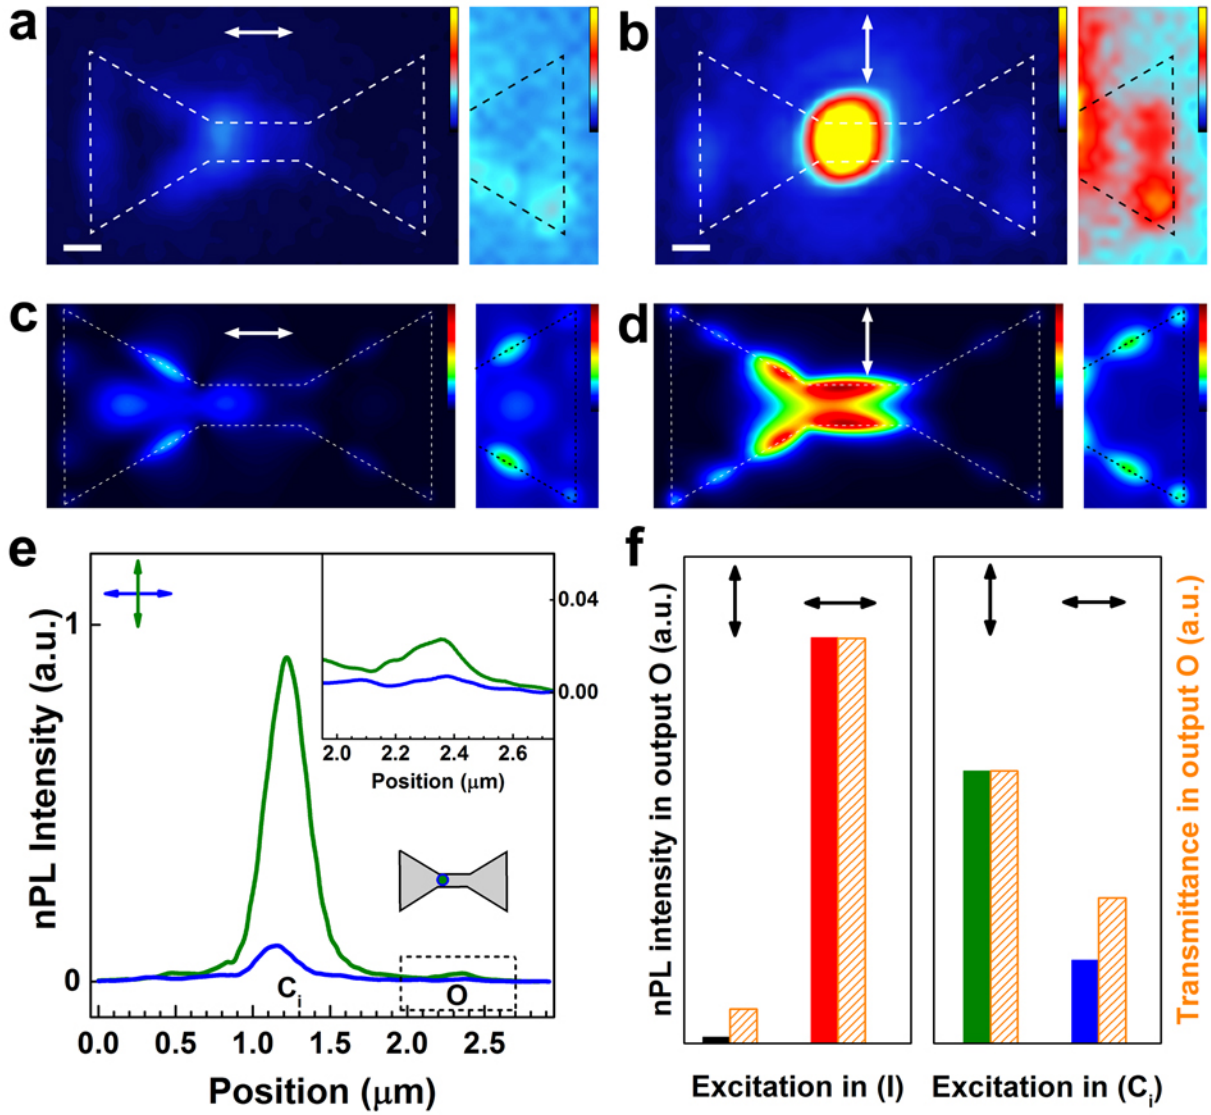 a
b
c
d
e
f
nPL Intensity (a.u.)
1
0
0.04
0.00
2.0 2.2 2.4 2.6
Position (μm)
Ci
O
0.0 0.5 1.0 1.5 2.0 2.5
Position (μm)
nPL intensity in output O (a.u.)
Transmittance in output O (a.u.)
Excitation in (I)
Excitation in (Ci)